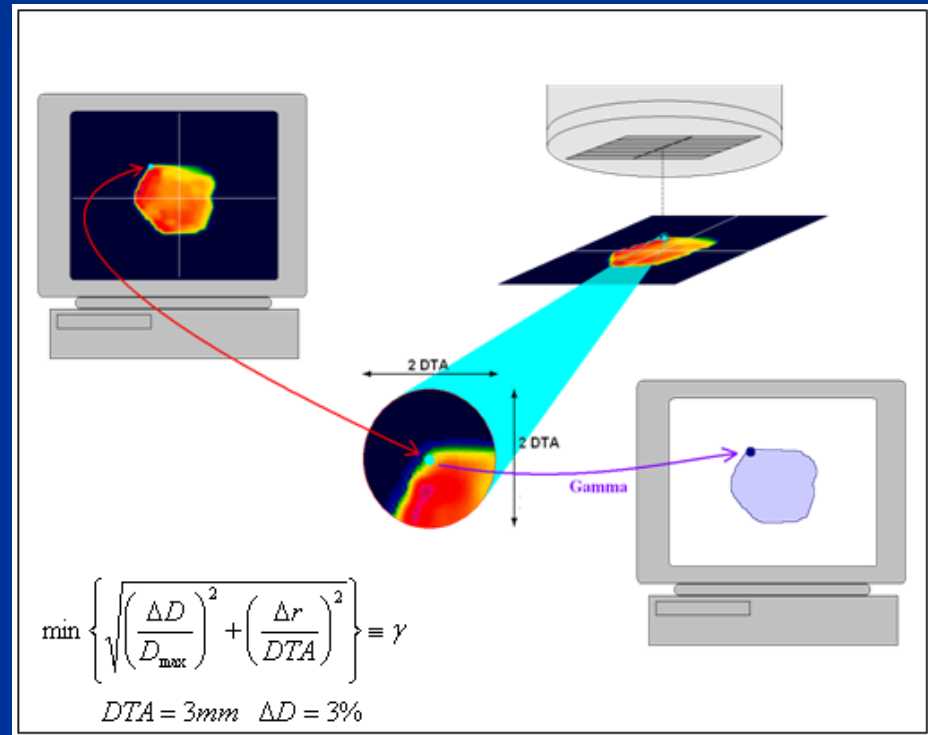 2 DTA
2 DTA
Gamma
min { √( (ΔD / D_max)² + (Δr / DTA)² ) } ≡ γ
DTA = 3mm ΔD = 3%